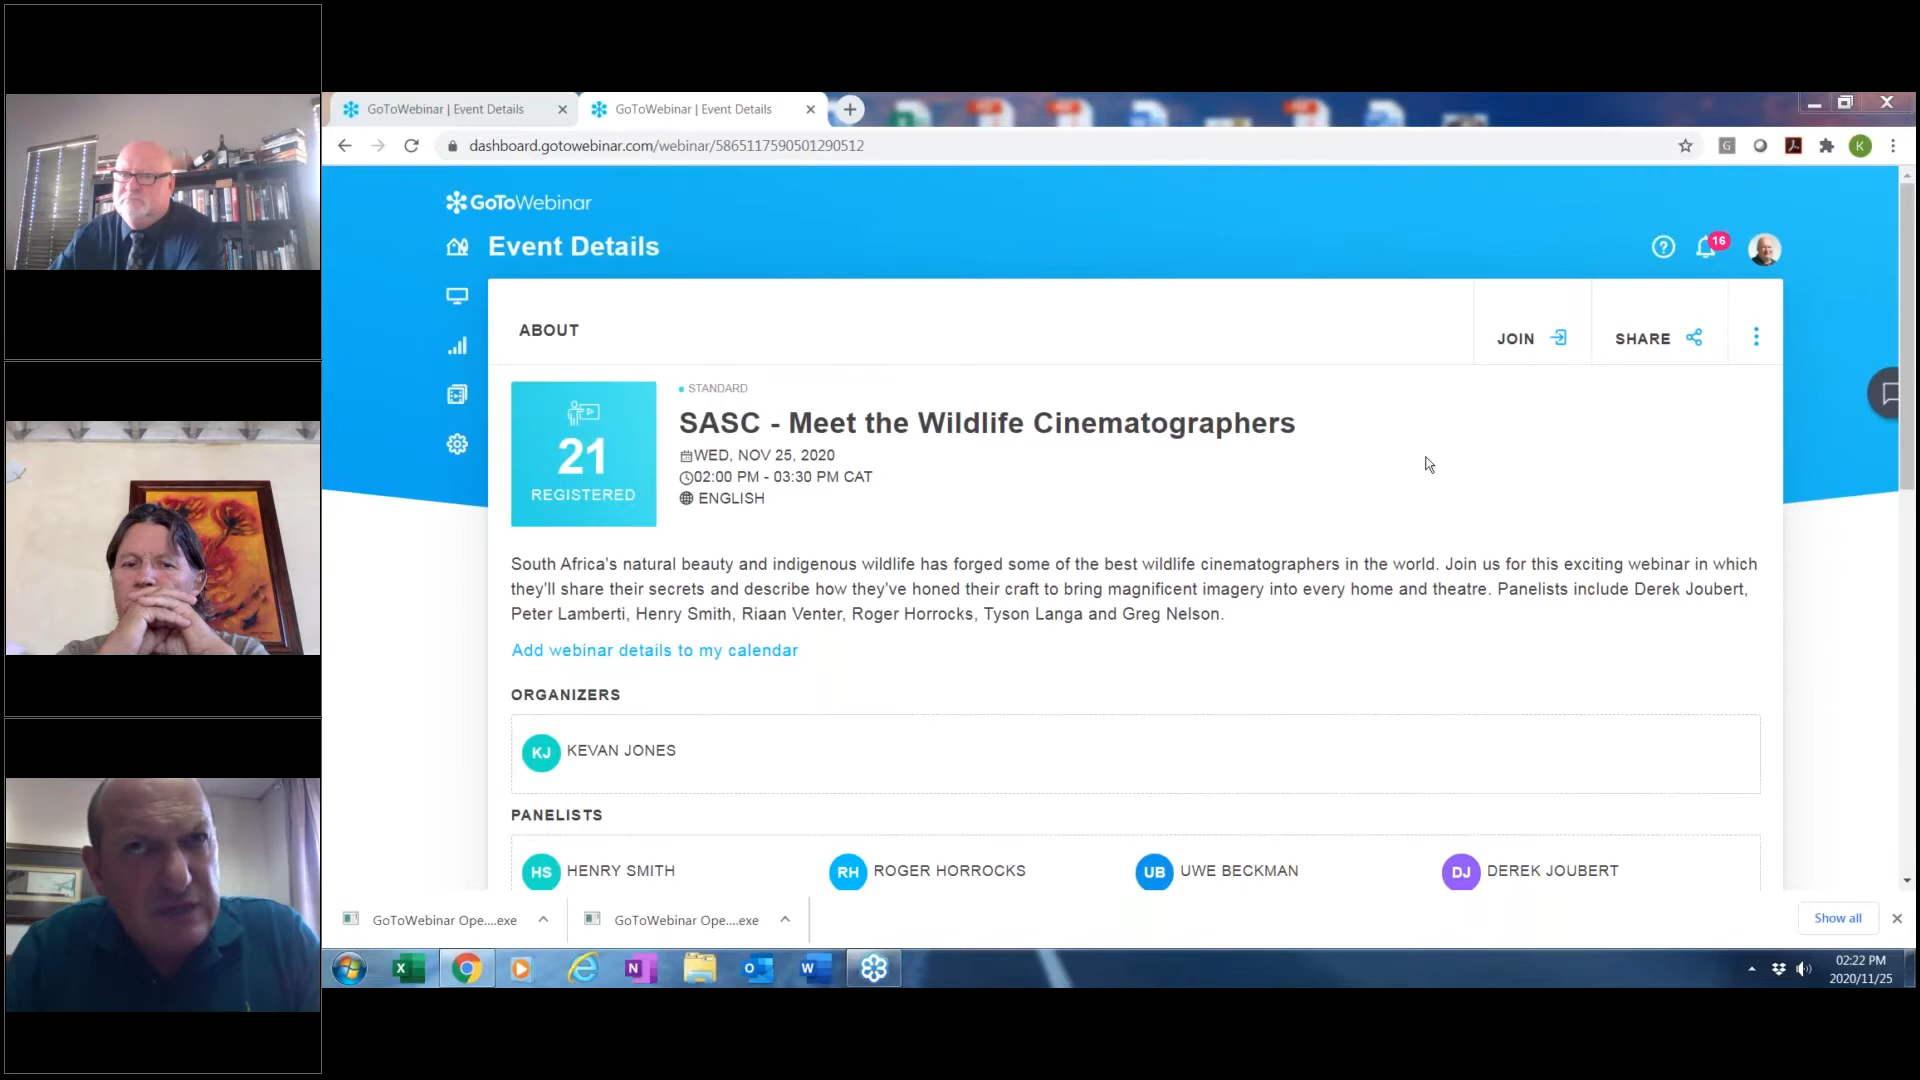 GoToWebinar | Event Details
GoToWebinar | Event Details
dashboard.gotowebinar.com/webinar/5865117590501290512
K
GoToWebinar
Event Details
16
ABOUT
JOIN
SHARE
21
REGISTERED
STANDARD
SASC - Meet the Wildlife Cinematographers
WED, NOV 25, 2020
02:00 PM - 03:30 PM CAT
ENGLISH
South Africa's natural beauty and indigenous wildlife has forged some of the best wildlife cinematographers in the world. Join us for this exciting webinar in which
they'll share their secrets and describe how they've honed their craft to bring magnificent imagery into every home and theatre. Panelists include Derek Joubert,
Peter Lamberti, Henry Smith, Riaan Venter, Roger Horrocks, Tyson Langa and Greg Nelson.
Add webinar details to my calendar
ORGANIZERS
KJ KEVAN JONES
PANELISTS
HS HENRY SMITH
RH ROGER HORROCKS
UB UWE BECKMAN
DJ DEREK JOUBERT
GoToWebinar Ope....exe
GoToWebinar Ope....exe
Show all
02:22 PM
2020/11/25